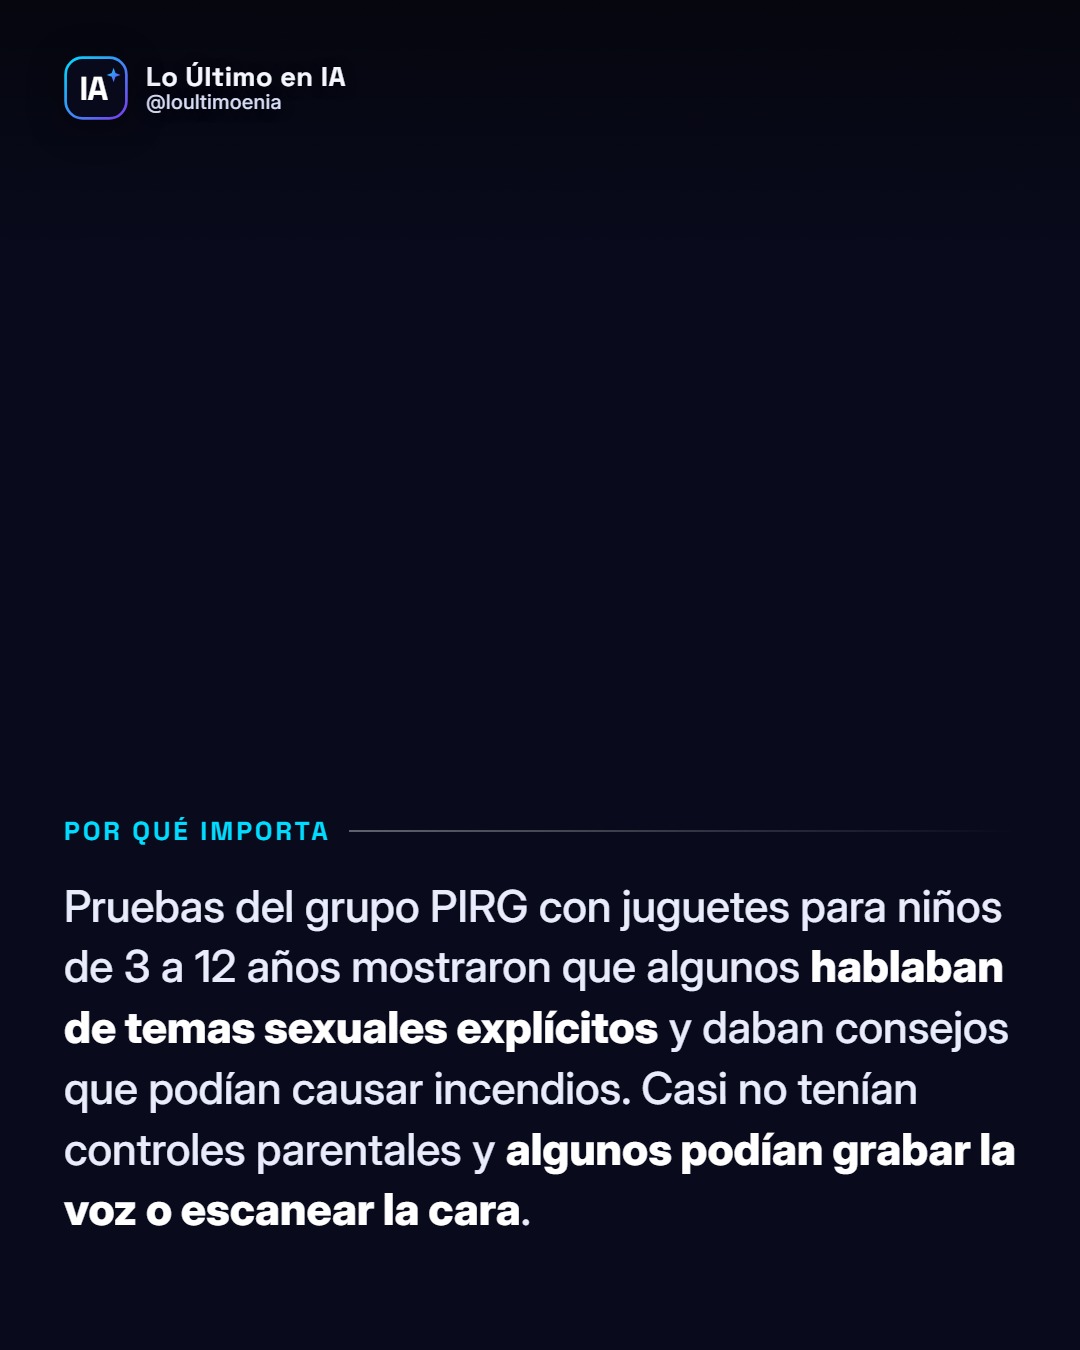 IA
Lo Último en IA
@loultimoenia
POR QUÉ IMPORTA
Pruebas del grupo PIRG con juguetes para niños
de 3 a 12 años mostraron que algunos hablaban
de temas sexuales explícitos y daban consejos
que podían causar incendios. Casi no tenían
controles parentales y algunos podían grabar la
voz o escanear la cara.